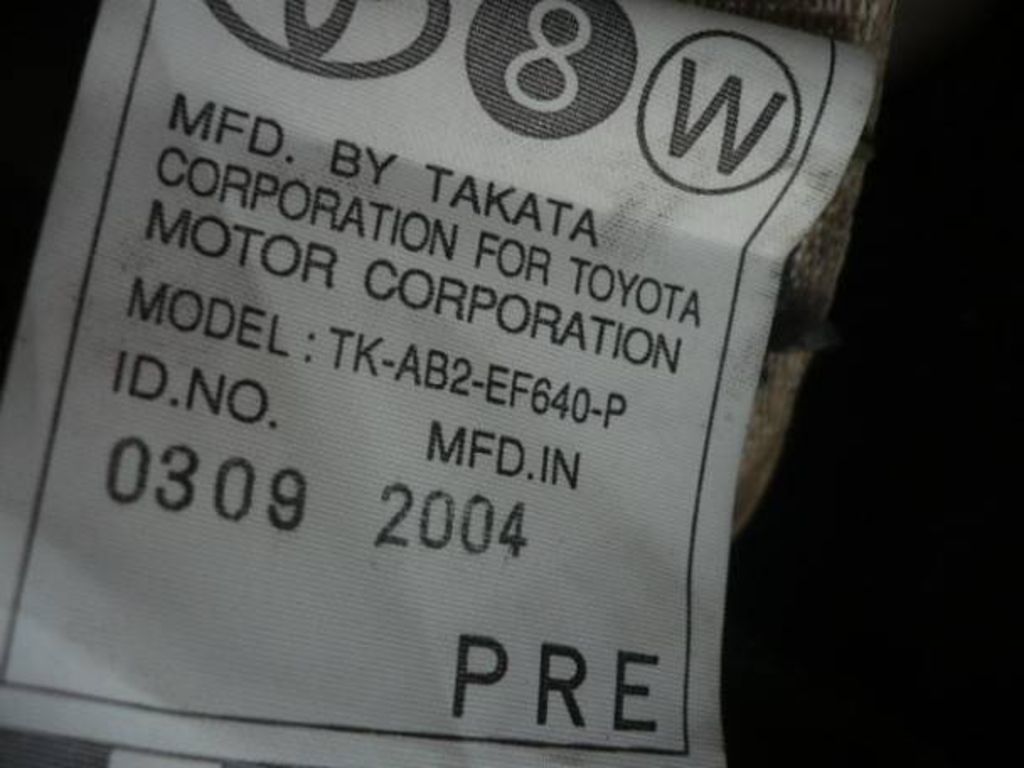 8 W
MFD. BY TAKATA
CORPORATION FOR TOYOTA
MOTOR CORPORATION
MODEL : TK-AB2-EF640-P
ID.NO. MFD.IN
0309 2004
PRE